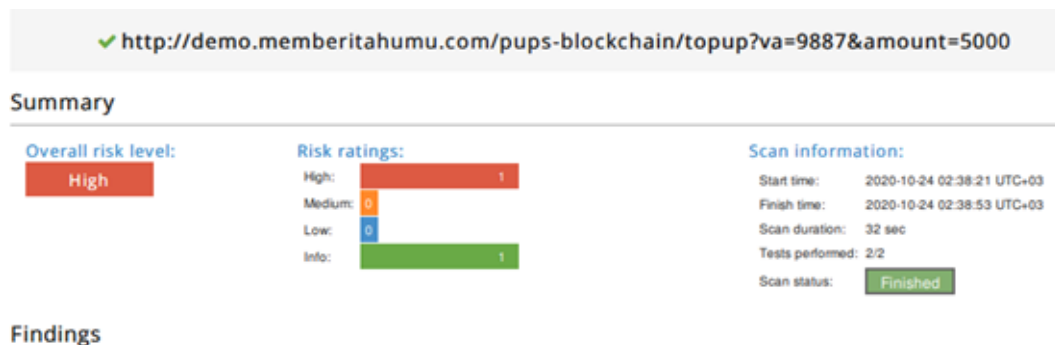 http://demo.memberitahumu.com/pups-blockchain/topup?va=9887&amount=5000
Summary
Overall risk level:
High
Risk ratings:
High: 1
Medium: 0
Low: 0
Info: 1
Scan information:
Start time: 2020-10-24 02:38:21 UTC+03
Finish time: 2020-10-24 02:38:53 UTC+03
Scan duration: 32 sec
Tests performed: 2/2
Scan status: Finished
Findings